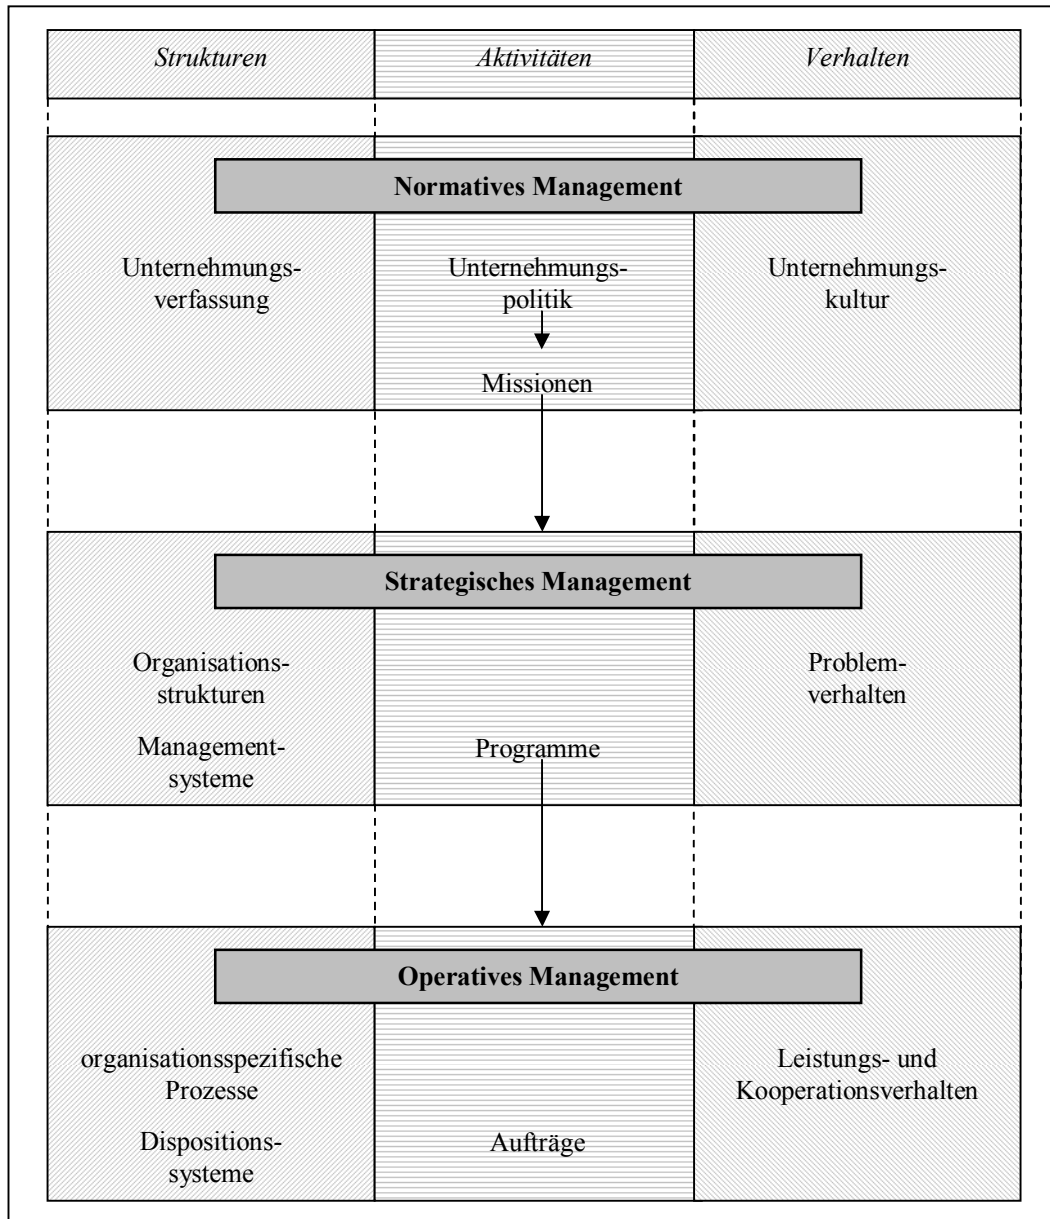 Strukturen
Aktivitäten
Verhalten
Normatives Management
Unternehmungs-
verfassung
Unternehmungs-
politik
Missionen
Unternehmungs-
kultur
Strategisches Management
Organisations-
strukturen
Management-
systeme
Programme
Problem-
verhalten
Operatives Management
organisationsspezifische
Prozesse
Dispositions-
systeme
Aufträge
Leistungs- und
Kooperationsverhalten